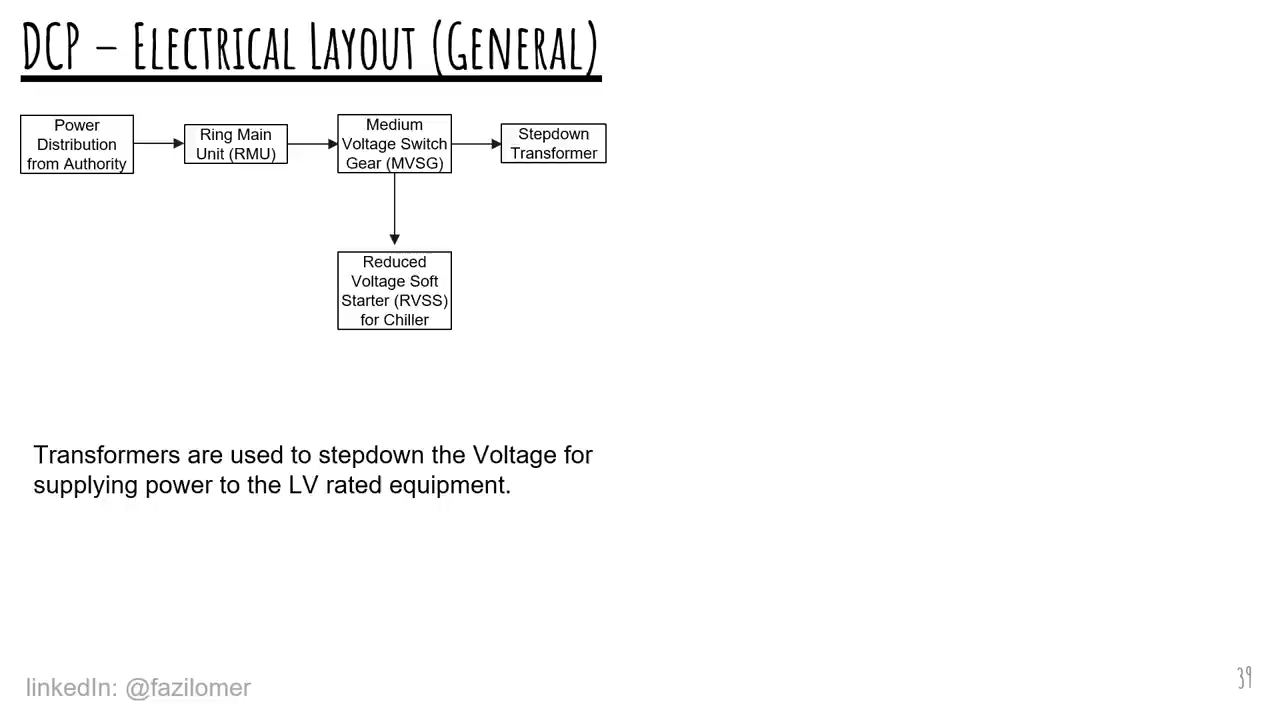 DCP – Electrical Layout (General)
Power
Distribution
from Authority
Ring Main
Unit (RMU)
Medium
Voltage Switch
Gear (MVSG)
Stepdown
Transformer
Reduced
Voltage Soft
Starter (RVSS)
for Chiller
Transformers are used to stepdown the Voltage for
supplying power to the LV rated equipment.
linkedIn: @fazilomer
39